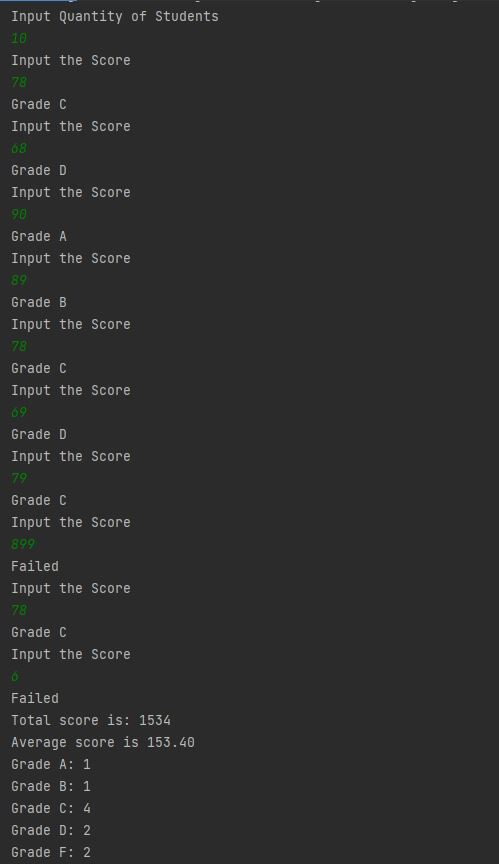 Input Quantity of Students
10
Input the Score
78
Grade C
Input the Score
68
Grade D
Input the Score
90
Grade A
Input the Score
89
Grade B
Input the Score
78
Grade C
Input the Score
69
Grade D
Input the Score
79
Grade C
Input the Score
899
Failed
Input the Score
78
Grade C
Input the Score
6
Failed
Total score is: 1534
Average score is 153.40
Grade A: 1
Grade B: 1
Grade C: 4
Grade D: 2
Grade F: 2